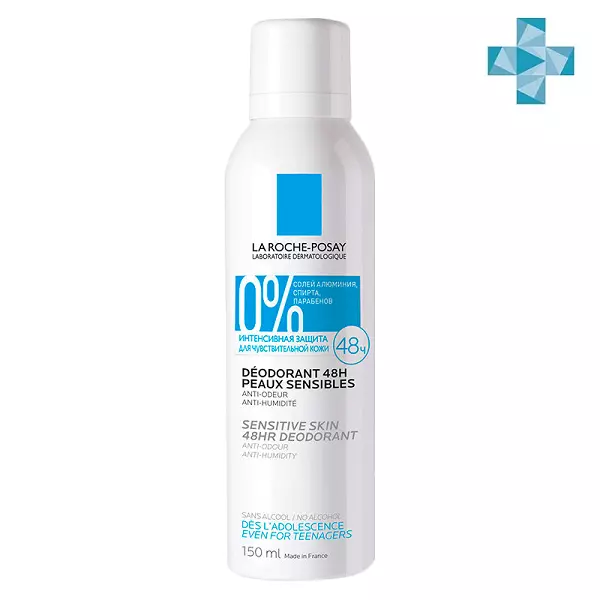 LA ROCHE-POSAY
LABORATOIRE DERMATOLOGIQUE
0%
СОЛЕЙ АЛЮМИНИЯ,
СПИРТА,
ПАРАБЕНОВ
ИНТЕНСИВНАЯ ЗАЩИТА
ДЛЯ ЧУВСТВИТЕЛЬНОЙ КОЖИ
48ч
DÉODORANT 48H
PEAUX SENSIBLES
ANTI-ODEUR
ANTI-HUMIDITÉ
SENSITIVE SKIN
48HR DEODORANT
ANTI-ODOUR
ANTI-HUMIDITY
SANS ALCOOL / NO ALCOHOL
DÈS L'ADOLESCENCE
EVEN FOR TEENAGERS
150 ml Made in France